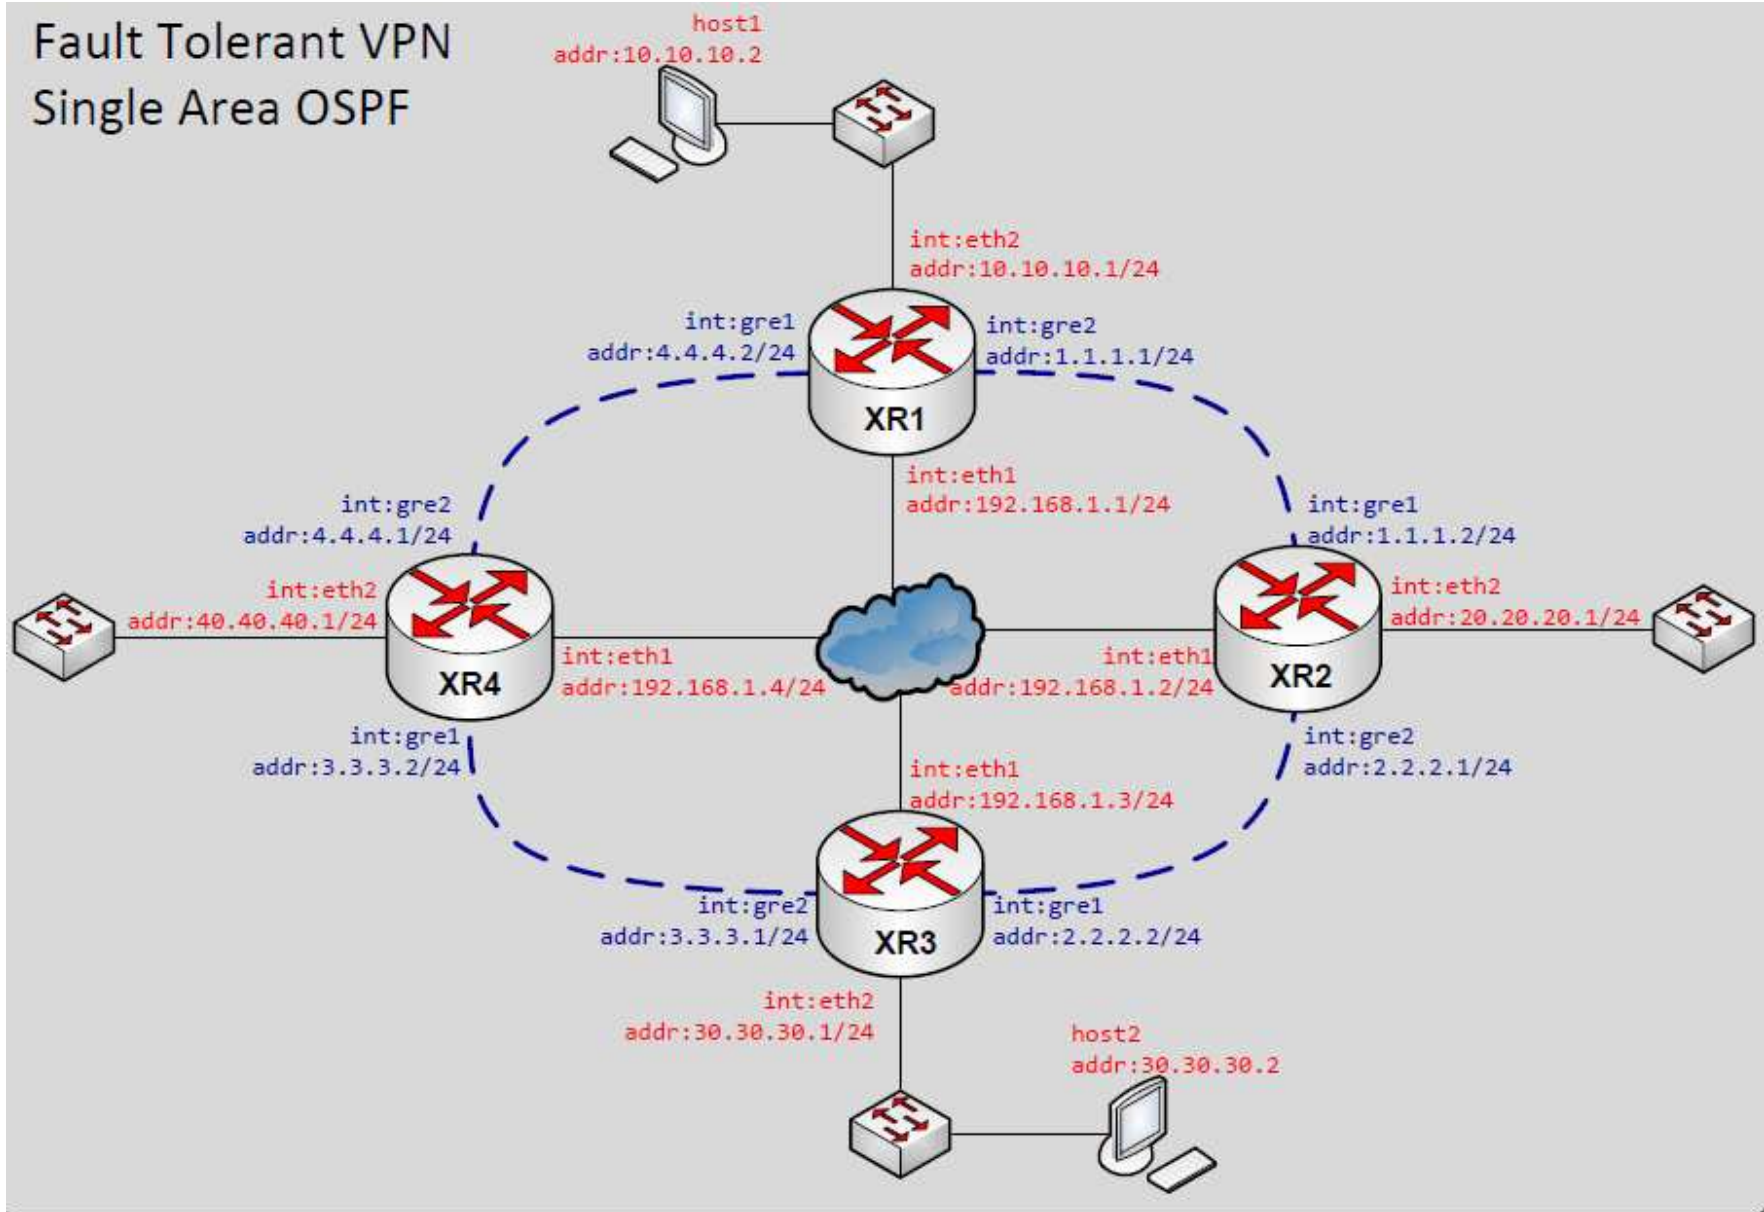 Fault Tolerant VPN
Single Area OSPF
host1
addr:10.10.10.2
int:eth2
addr:10.10.10.1/24
int:gre1
addr:4.4.4.2/24
int:gre2
addr:1.1.1.1/24
XR1
int:eth1
addr:192.168.1.1/24
int:gre2
addr:4.4.4.1/24
int:gre1
addr:1.1.1.2/24
int:eth2
addr:40.40.40.1/24
XR4
int:eth1
addr:192.168.1.4/24
int:eth1
addr:192.168.1.2/24
XR2
int:eth2
addr:20.20.20.1/24
int:gre1
addr:3.3.3.2/24
int:gre2
addr:2.2.2.1/24
int:eth1
addr:192.168.1.3/24
int:gre2
addr:3.3.3.1/24
XR3
int:gre1
addr:2.2.2.2/24
int:eth2
addr:30.30.30.1/24
host2
addr:30.30.30.2